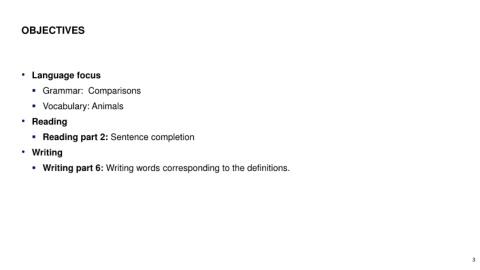 OBJECTIVES
• Language focus
▪ Grammar: Comparisons
▪ Vocabulary: Animals
• Reading
▪ Reading part 2: Sentence completion
• Writing
▪ Writing part 6: Writing words corresponding to the definitions.
3